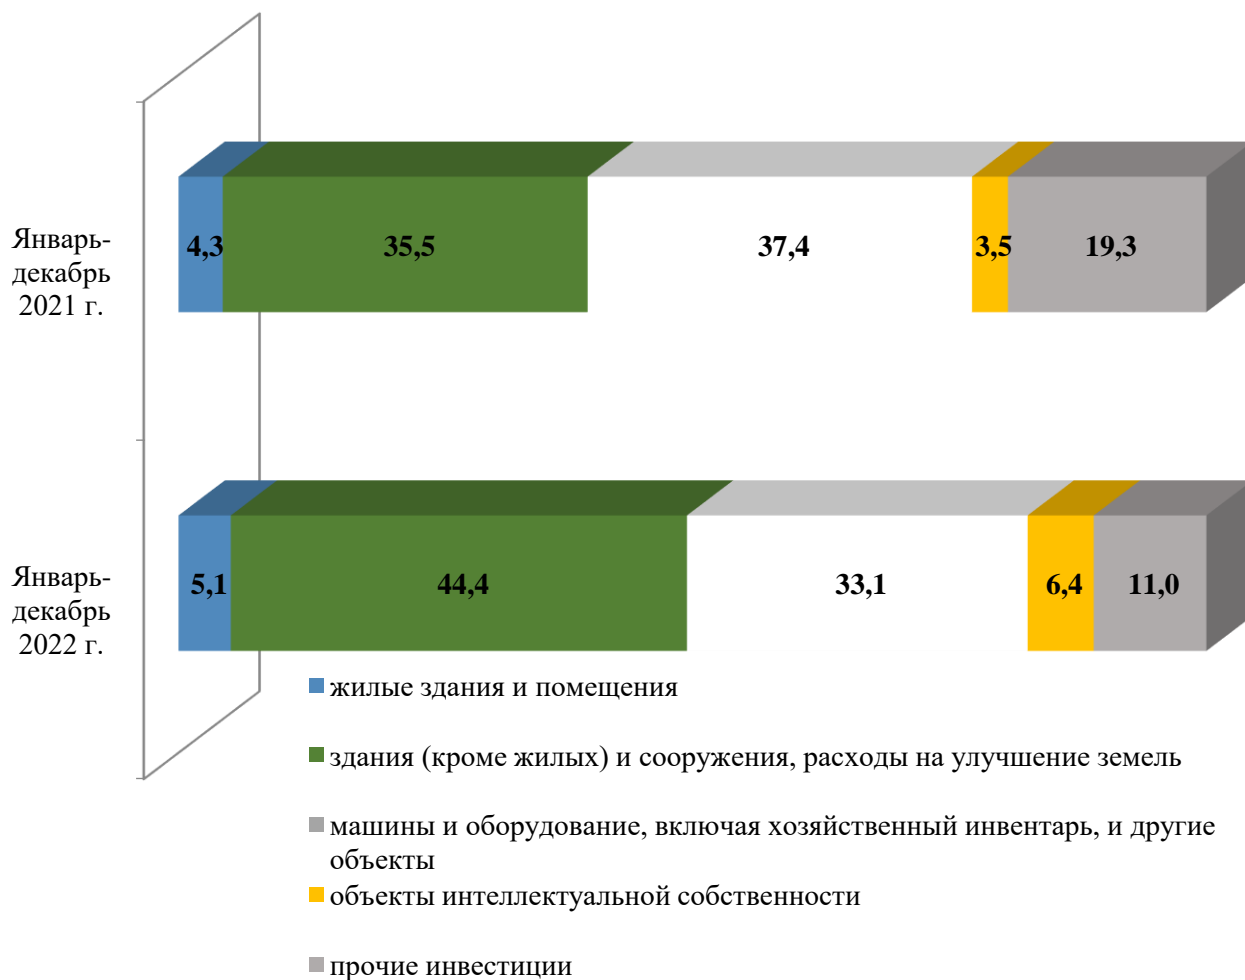 Январь-
декабрь
2021 г.
4,3
35,5
37,4
3,5
19,3
Январь-
декабрь
2022 г.
5,1
44,4
33,1
6,4
11,0
жилые здания и помещения
здания (кроме жилых) и сооружения, расходы на улучшение земель
машины и оборудование, включая хозяйственный инвентарь, и другие
объекты
объекты интеллектуальной собственности
прочие инвестиции